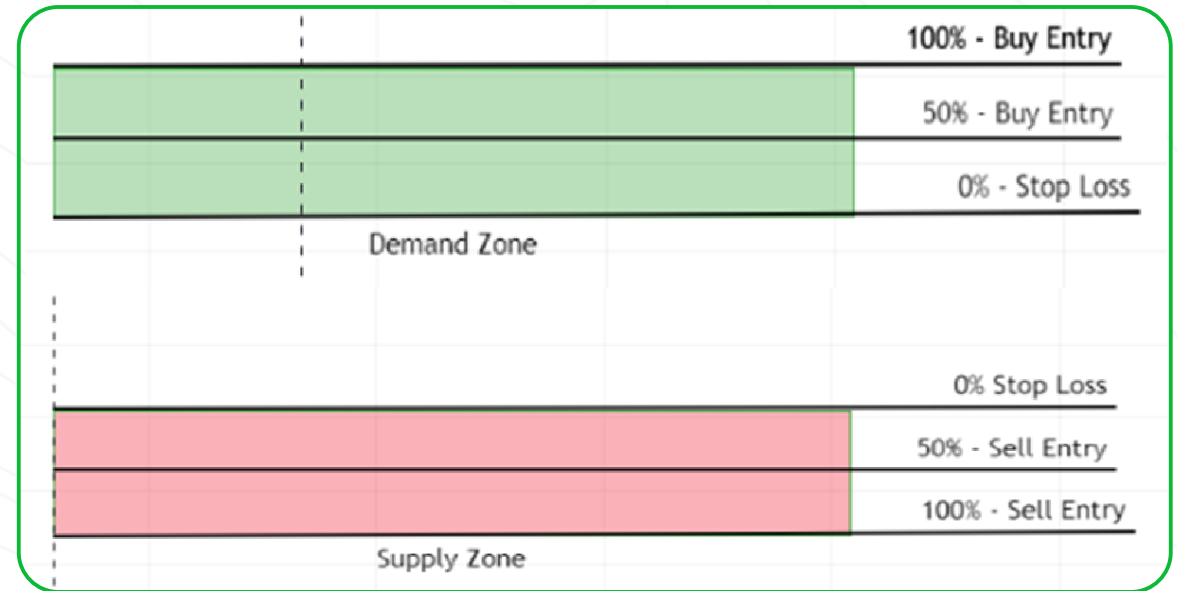 100% - Buy Entry
50% - Buy Entry
0% - Stop Loss
Demand Zone
0% Stop Loss
50% - Sell Entry
100% - Sell Entry
Supply Zone